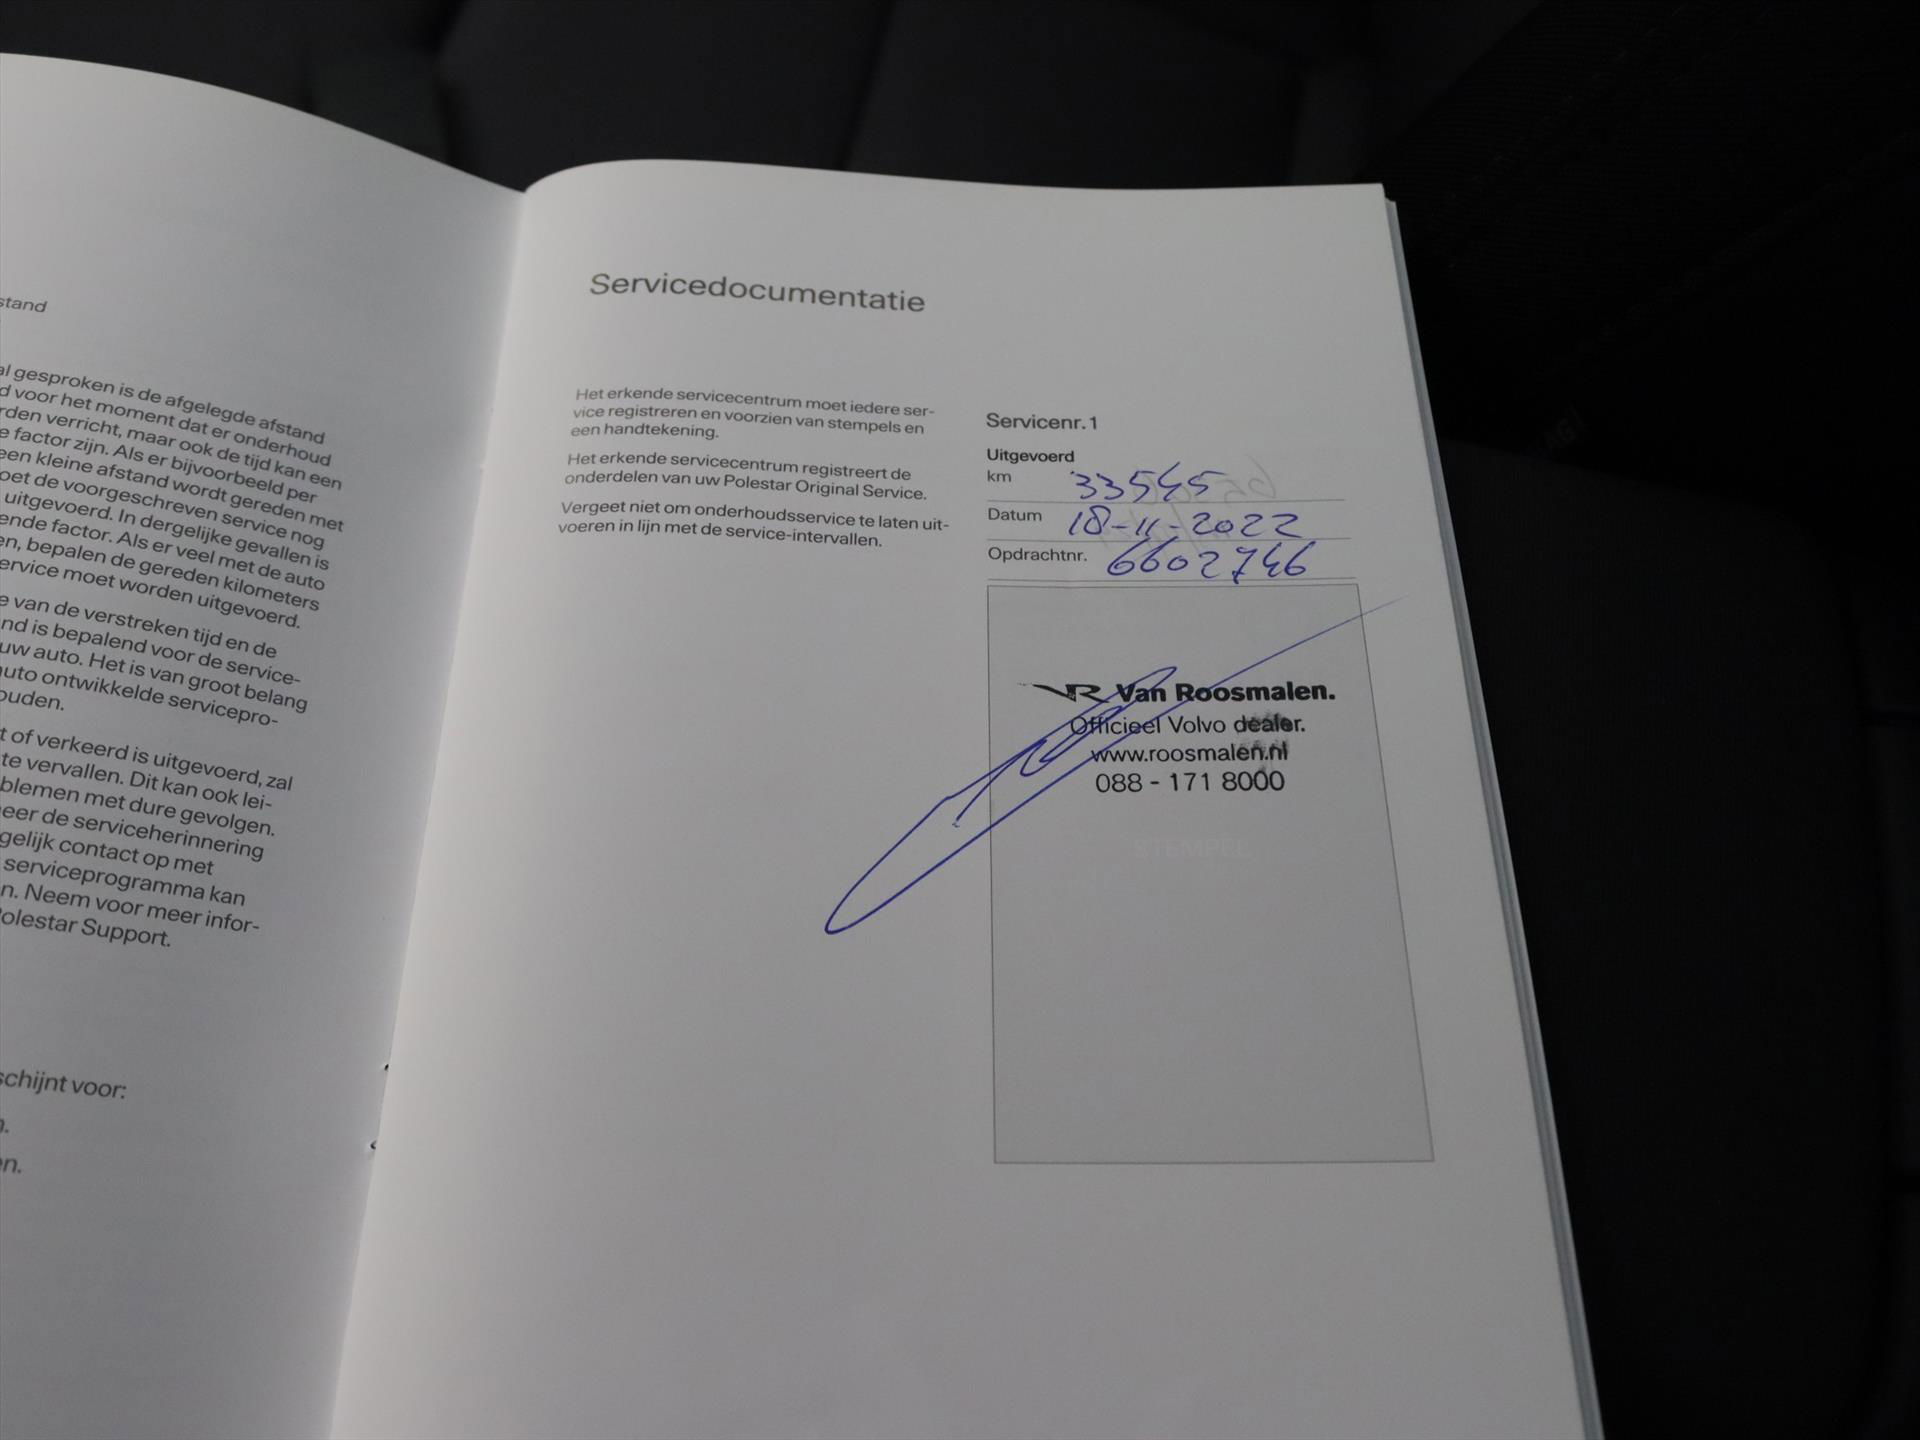 stand
al gesproken is de afgelegde afstand
d voor het moment dat er onderhoud
rden verricht, maar ook de tijd kan een
e factor zijn. Als er bijvoorbeeld per
een kleine afstand wordt gereden met
oet de voorgeschreven service nog
uitgevoerd. In dergelijke gevallen is
ende factor. Als er veel met de auto
en, bepalen de gereden kilometers
ervice moet worden uitgevoerd.
e van de verstreken tijd en de
nd is bepalend voor de service-
uw auto. Het is van groot belang
auto ontwikkelde servicepro-
ouden.
t of verkeerd is uitgevoerd, zal
te vervallen. Dit kan ook lei-
blemen met dure gevolgen.
neer de serviceherinnering
gelijk contact op met
serviceprogramma kan
n. Neem voor meer infor-
Polestar Support.
schijnt voor:
n.
en.
Servicedocumentatie
Het erkende servicecentrum moet iedere ser-
vice registreren en voorzien van stempels en
een handtekening.
Het erkende servicecentrum registreert de
onderdelen van uw Polestar Original Service.
Vergeet niet om onderhoudsservice te laten uit-
voeren in lijn met de service-intervallen.
Servicenr. 1
Uitgevoerd
km 33545
Datum 18-11-2022
Opdrachtnr. 6602746
VR Van Roosmalen.
Officieel Volvo dealer.
www.roosmalen.nl
088 - 171 8000
STEMPEL